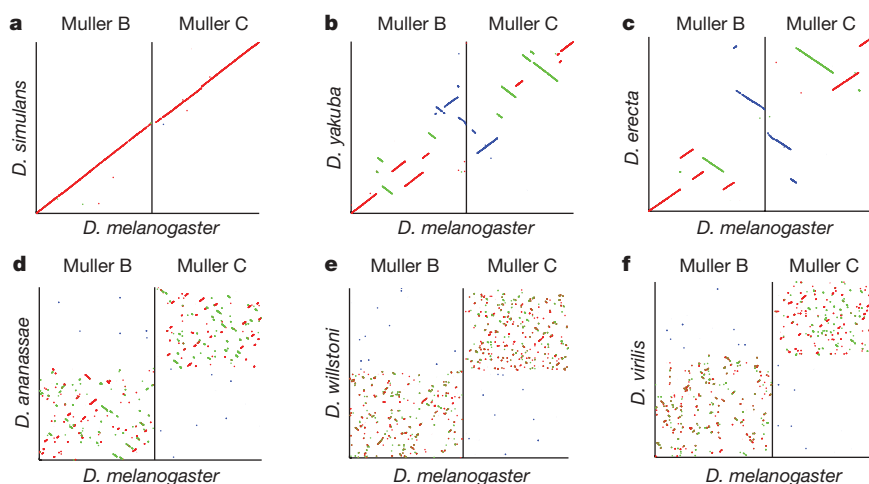 a Muller B Muller C
D. simulans
D. melanogaster
b Muller B Muller C
D. yakuba
D. melanogaster
c Muller B Muller C
D. erecta
D. melanogaster
d Muller B Muller C
D. ananassae
D. melanogaster
e Muller B Muller C
D. willstoni
D. melanogaster
f Muller B Muller C
D. virilis
D. melanogaster